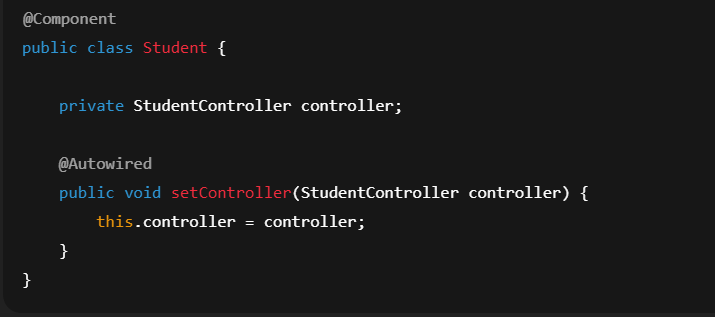 @Component
public class Student {
private StudentController controller;
@Autowired
public void setController(StudentController controller) {
this.controller = controller;
}
}